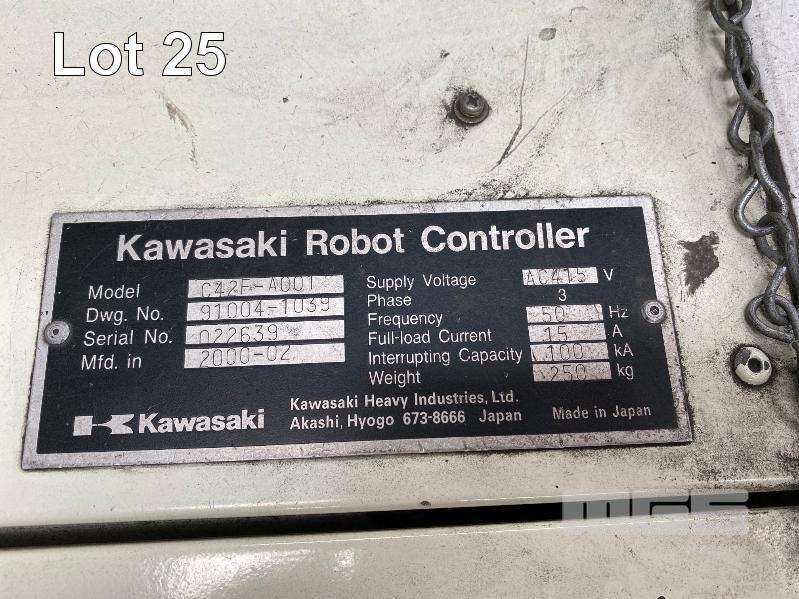 Lot 25
Kawasaki Robot Controller
Model C42F-A001
Dwg. No. 91004-1039
Serial No. 022639
Mfd. in 2000-02
Supply Voltage AC415 V
Phase 3
Frequency 50 Hz
Full-load Current 15 A
Interrupting Capacity 100 kA
Weight 250 kg
Kawasaki
Kawasaki Heavy Industries, Ltd.
Akashi, Hyogo 673-8666 Japan
Made in Japan